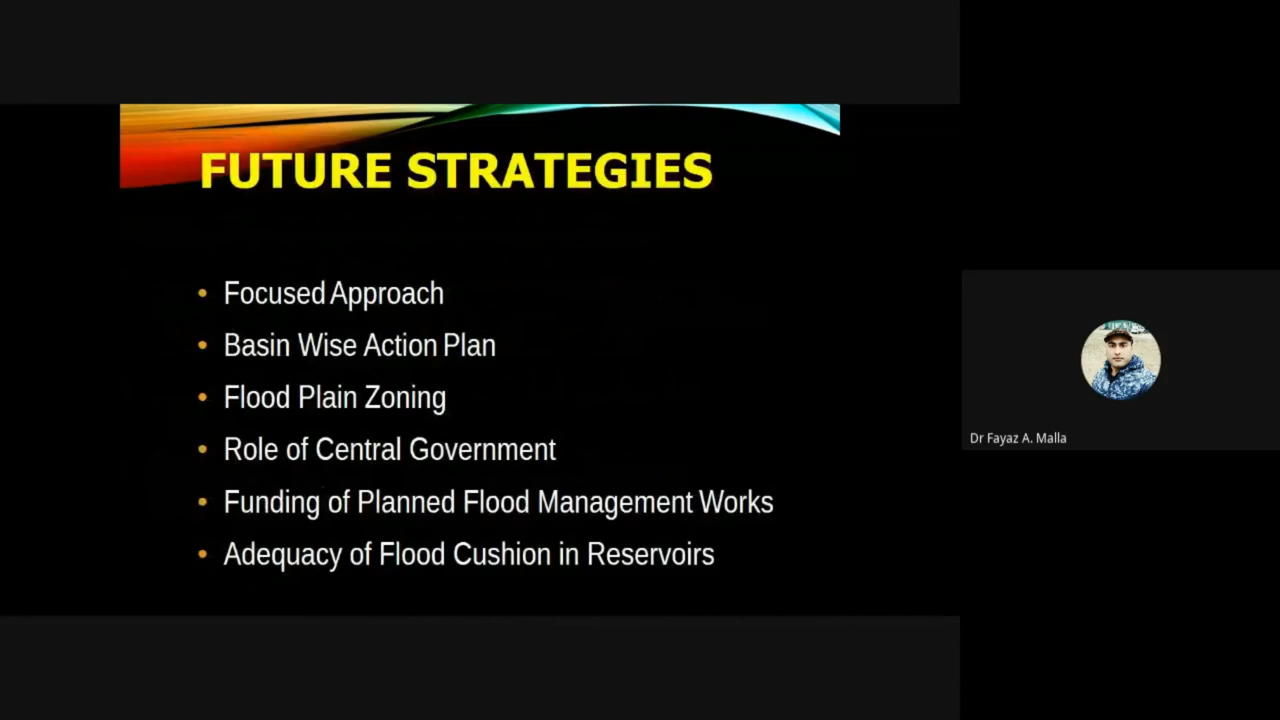 FUTURE STRATEGIES
• Focused Approach
• Basin Wise Action Plan
• Flood Plain Zoning
• Role of Central Government
• Funding of Planned Flood Management Works
• Adequacy of Flood Cushion in Reservoirs
Dr Fayaz A. Malla